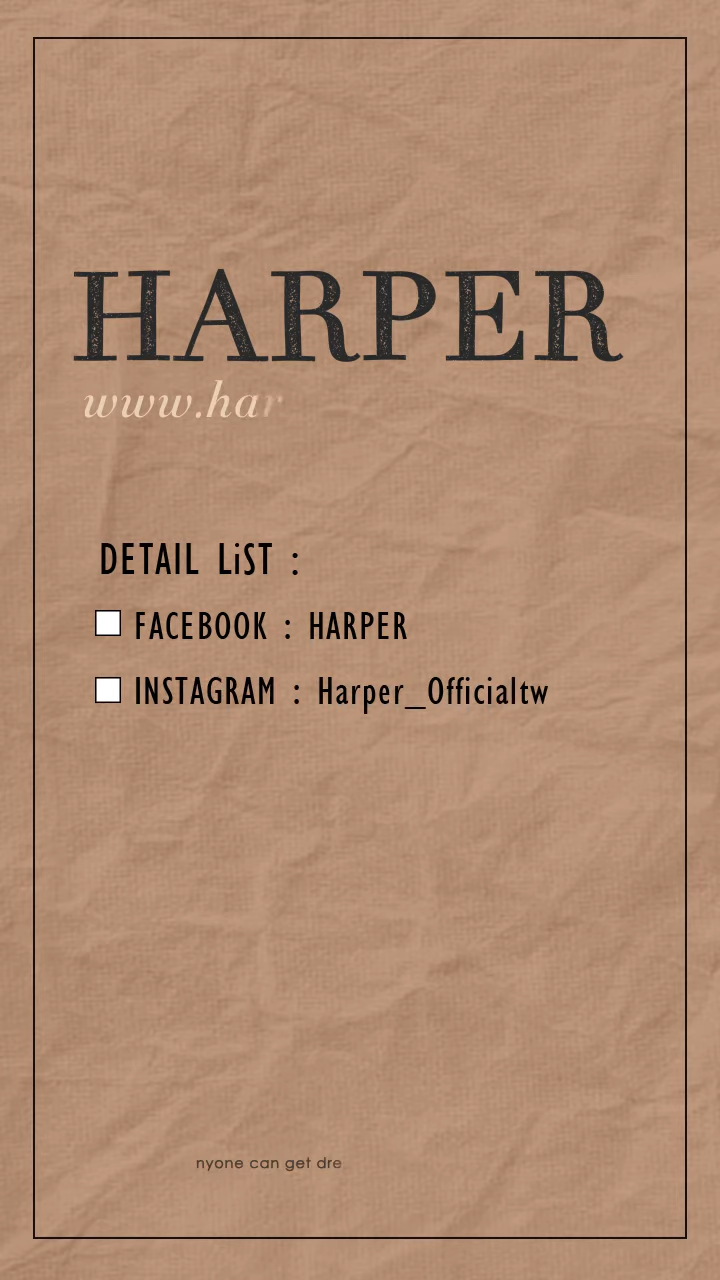 HARPER
www.har
DETAIL LiST :
FACEBOOK : HARPER
INSTAGRAM : Harper_Officialtw
nyone can get dre